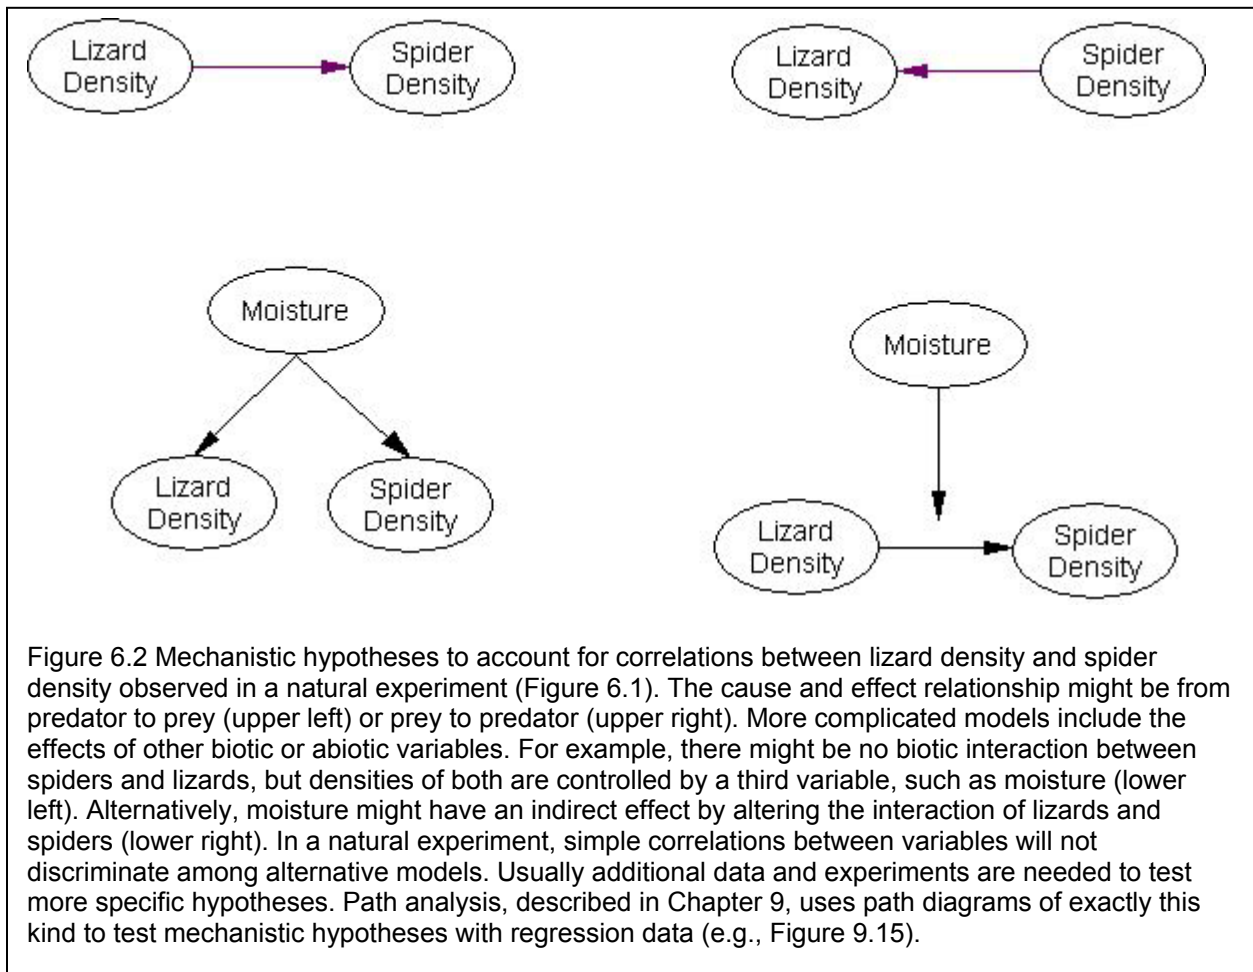 Lizard
Density
Spider
Density
Lizard
Density
Spider
Density
Moisture
Lizard
Density
Spider
Density
Moisture
Lizard
Density
Spider
Density
Figure 6.2 Mechanistic hypotheses to account for correlations between lizard density and spider
density observed in a natural experiment (Figure 6.1). The cause and effect relationship might be from
predator to prey (upper left) or prey to predator (upper right). More complicated models include the
effects of other biotic or abiotic variables. For example, there might be no biotic interaction between
spiders and lizards, but densities of both are controlled by a third variable, such as moisture (lower
left). Alternatively, moisture might have an indirect effect by altering the interaction of lizards and
spiders (lower right). In a natural experiment, simple correlations between variables will not
discriminate among alternative models. Usually additional data and experiments are needed to test
more specific hypotheses. Path analysis, described in Chapter 9, uses path diagrams of exactly this
kind to test mechanistic hypotheses with regression data (e.g., Figure 9.15).